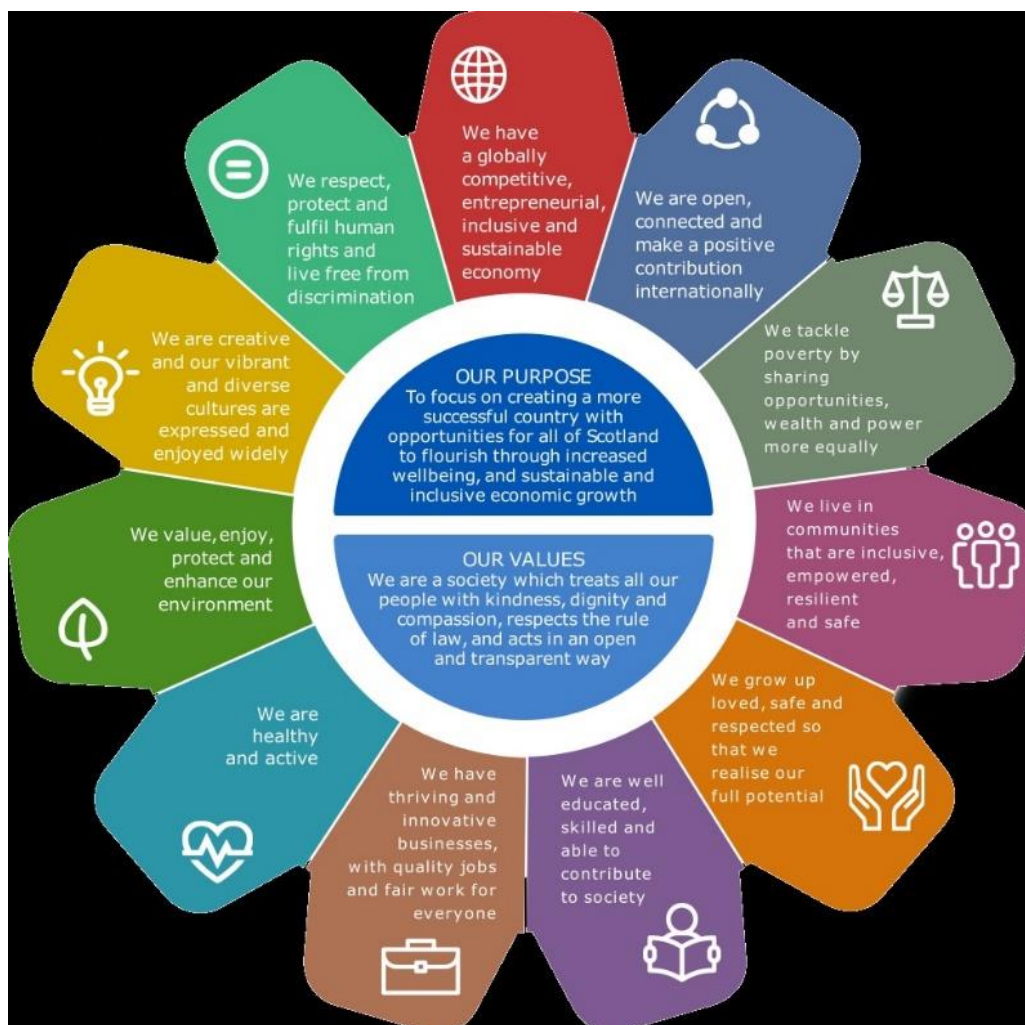 We have
a globally
competitive,
entrepreneurial,
inclusive and
sustainable
economy
We are open,
connected and
make a positive
contribution
internationally
We tackle
poverty by
sharing
opportunities,
wealth and power
more equally
We live in
communities
that are inclusive,
empowered,
resilient
and safe
We grow up
loved, safe and
respected so
that we
realise our
full potential
We are well
educated,
skilled and
able to
contribute
to society
We have
thriving and
innovative
businesses,
with quality jobs
and fair work for
everyone
We are
healthy
and active
We value, enjoy,
protect and
enhance our
environment
We are creative
and our vibrant
and diverse
cultures are
expressed and
enjoyed widely
We respect,
protect and
fulfil human
rights and
live free from
discrimination
OUR PURPOSE
To focus on creating a more
successful country with
opportunities for all of Scotland
to flourish through increased
wellbeing, and sustainable and
inclusive economic growth
OUR VALUES
We are a society which treats all our
people with kindness, dignity and
compassion, respects the rule
of law, and acts in an open
and transparent way